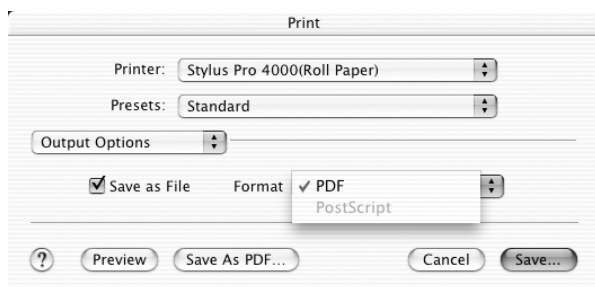 Print
Printer: Stylus Pro 4000(Roll Paper)
Presets: Standard
Output Options
Save as File Format PDF
PostScript
? Preview Save As PDF... Cancel Save...